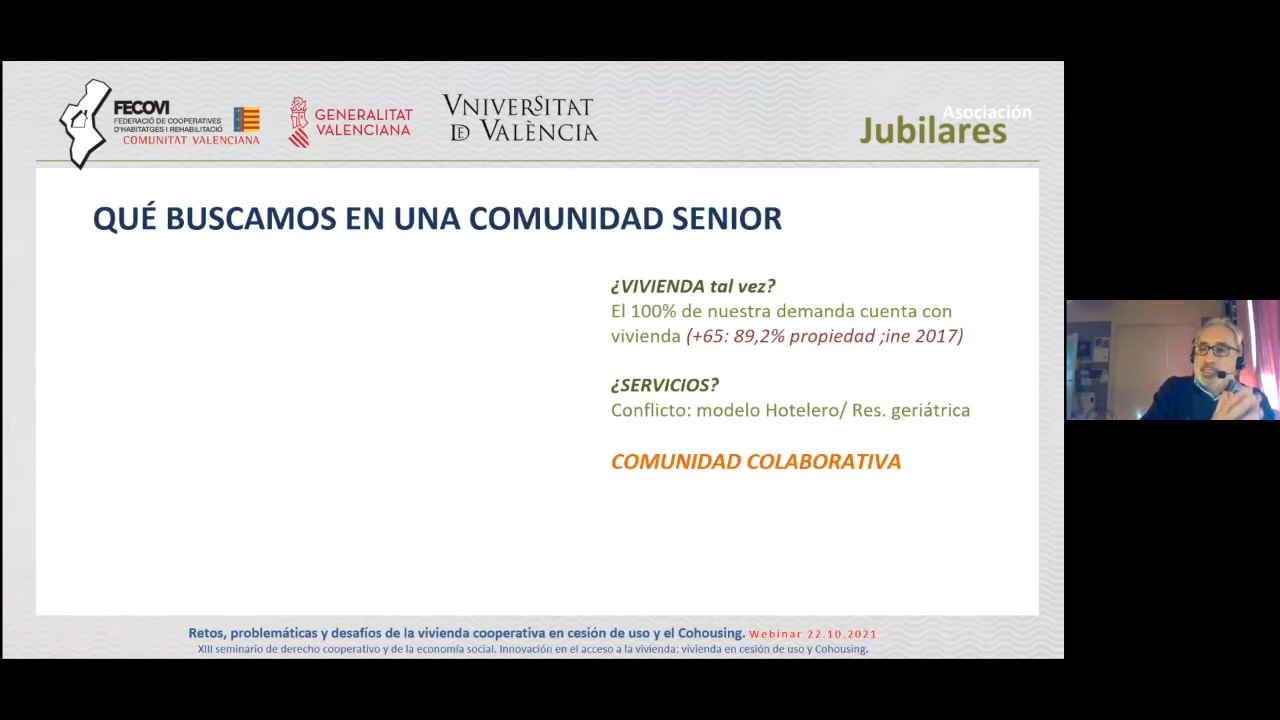 FECOVI
FEDERACIÓ DE COOPERATIVES
D'HABITATGES I REHABILITACIÓ
COMUNITAT VALENCIANA
GENERALITAT
VALENCIANA
VNIVERSITAT
DE VALÈNCIA
Asociación
Jubilares
QUÉ BUSCAMOS EN UNA COMUNIDAD SENIOR
¿VIVIENDA tal vez?
El 100% de nuestra demanda cuenta con
vivienda (+65: 89,2% propiedad ;ine 2017)
¿SERVICIOS?
Conflicto: modelo Hotelero/ Res. geriátrica
COMUNIDAD COLABORATIVA
Retos, problemáticas y desafíos de la vivienda cooperativa en cesión de uso y el Cohousing. Webinar 22.10.2021
XIII seminario de derecho cooperativo y de la economía social. Innovación en el acceso a la vivienda: vivienda en cesión de uso y Cohousing.